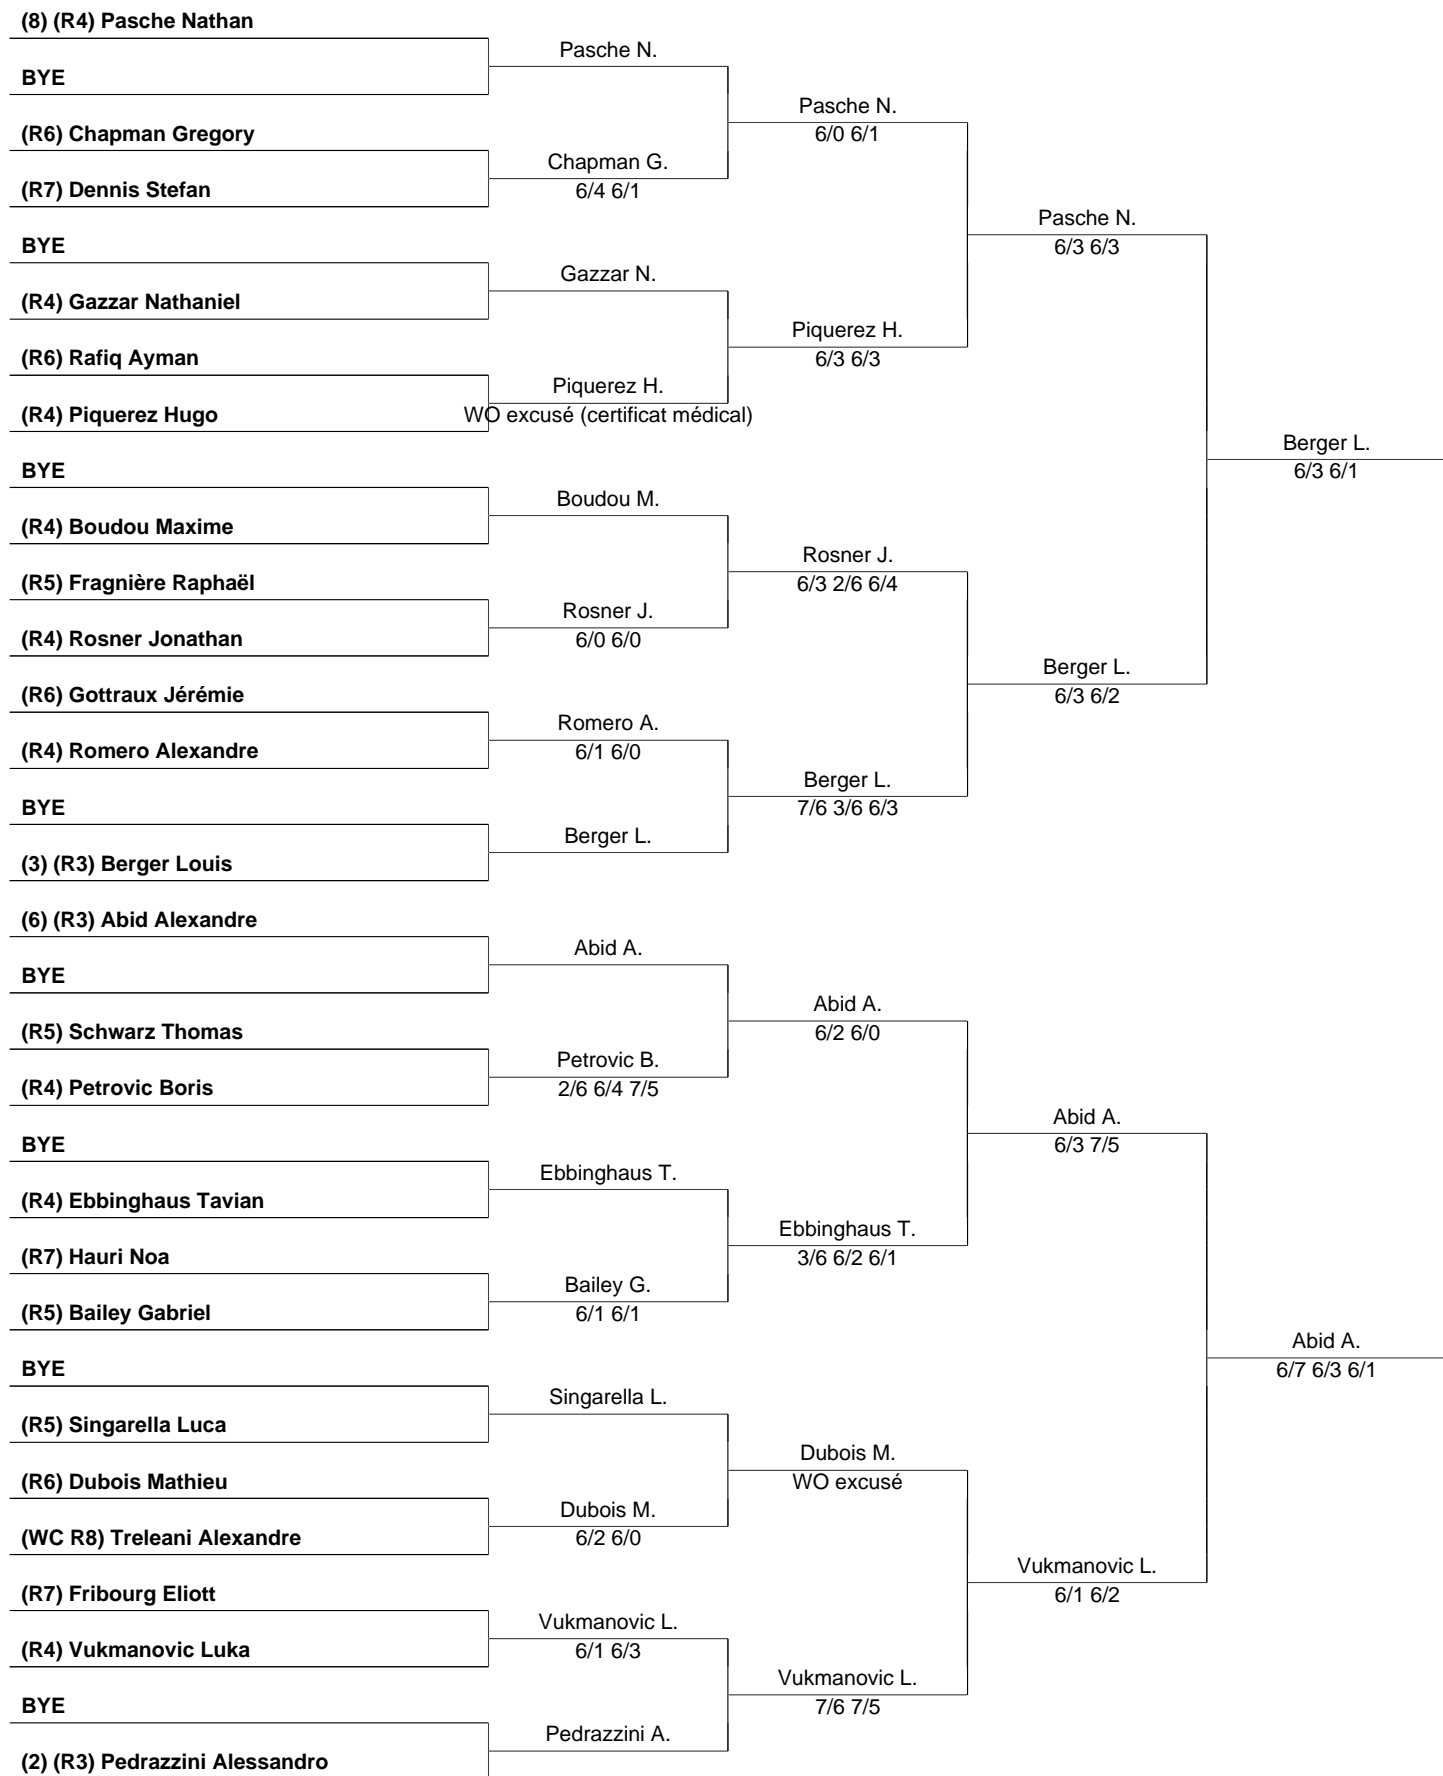 (8) (R4) Pasche Nathan
Pasche N.
BYE
Pasche N.
6/0 6/1
(R6) Chapman Gregory
Chapman G.
6/4 6/1
(R7) Dennis Stefan
Pasche N.
6/3 6/3
BYE
Gazzar N.
(R4) Gazzar Nathaniel
Piquerez H.
6/3 6/3
(R6) Rafiq Ayman
Piquerez H.
WO excusé (certificat médical)
(R4) Piquerez Hugo
Berger L.
6/3 6/1
BYE
Boudou M.
(R4) Boudou Maxime
Rosner J.
6/3 2/6 6/4
(R5) Fragnière Raphaël
Rosner J.
6/0 6/0
(R4) Rosner Jonathan
Berger L.
6/3 6/2
(R6) Gottraux Jérémie
Romero A.
6/1 6/0
(R4) Romero Alexandre
Berger L.
7/6 3/6 6/3
BYE
Berger L.
(3) (R3) Berger Louis
(6) (R3) Abid Alexandre
Abid A.
BYE
Abid A.
6/2 6/0
(R5) Schwarz Thomas
Petrovic B.
2/6 6/4 7/5
(R4) Petrovic Boris
Abid A.
6/3 7/5
BYE
Ebbinghaus T.
(R4) Ebbinghaus Tavian
Ebbinghaus T.
3/6 6/2 6/1
(R7) Hauri Noa
Bailey G.
6/1 6/1
(R5) Bailey Gabriel
Abid A.
6/7 6/3 6/1
BYE
Singarella L.
(R5) Singarella Luca
Dubois M.
WO excusé
(R6) Dubois Mathieu
Dubois M.
6/2 6/0
(WC R8) Treleani Alexandre
Vukmanovic L.
6/1 6/2
(R7) Fribourg Eliott
Vukmanovic L.
6/1 6/3
(R4) Vukmanovic Luka
Vukmanovic L.
7/6 7/5
BYE
Pedrazzini A.
(2) (R3) Pedrazzini Alessandro